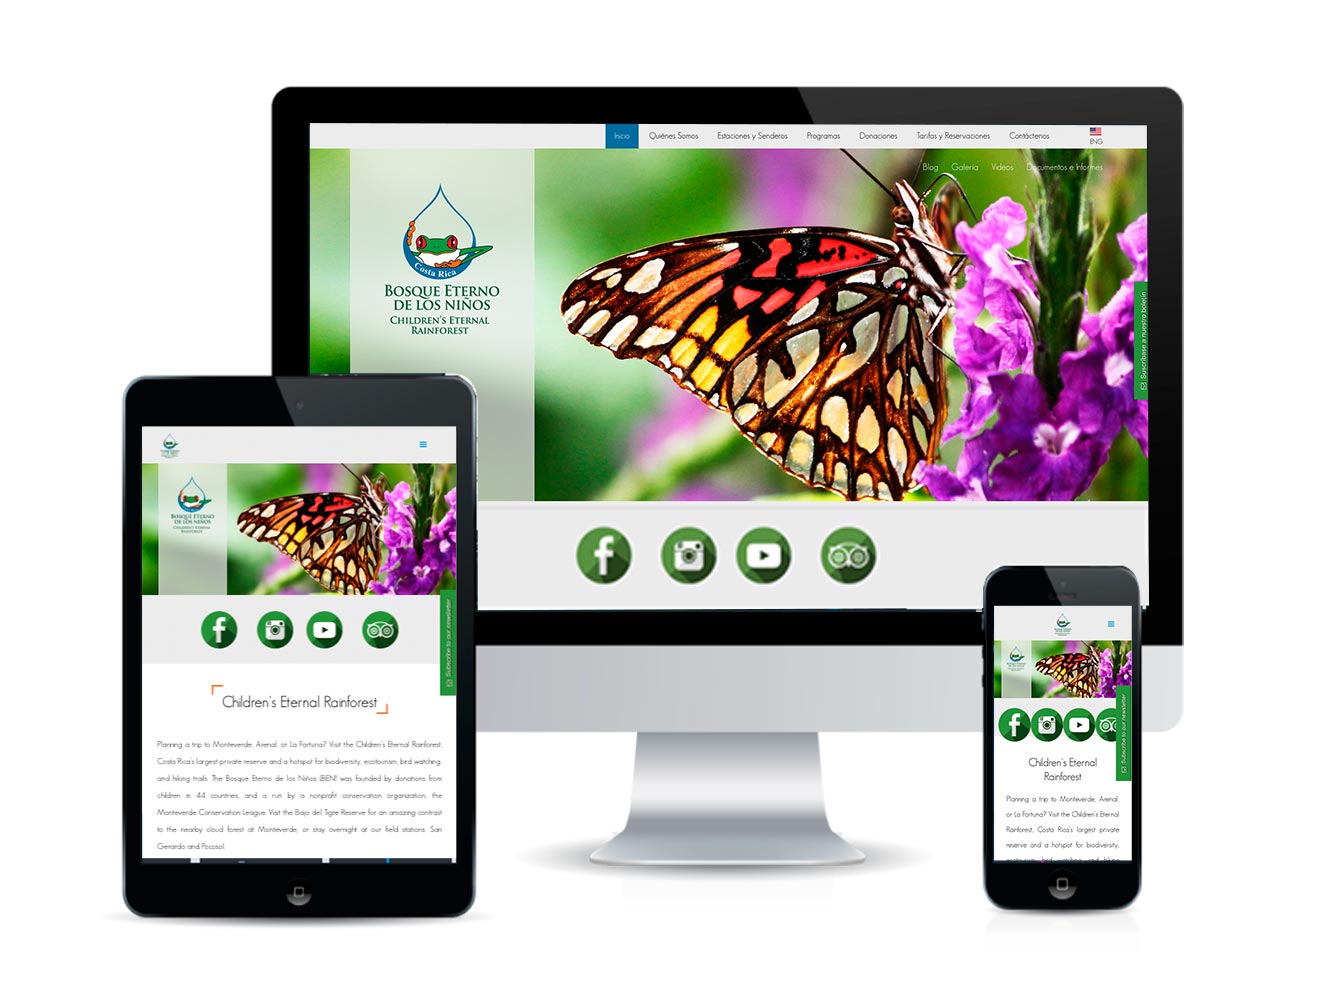 Inicio Quiénes Somos Estaciones y Senderos Programas Donaciones Tarifas y Reservaciones Contáctenos ENG
Blog Galería Videos Documentos e Informes
Costa Rica
BOSQUE ETERNO
DE LOS NIÑOS
CHILDREN'S ETERNAL
RAINFOREST
Suscríbase a nuestro boletín
BOSQUE ETERNO
DE LOS NIÑOS
CHILDREN'S ETERNAL
RAINFOREST
Subscribe to our newsletter
Children's Eternal Rainforest
Planning a trip to Monteverde, Arenal, or La Fortuna? Visit the Children's Eternal Rainforest,
Costa Rica's largest private reserve and a hotspot for biodiversity, ecotourism, bird watching,
and hiking trails. The Bosque Eterno de los Niños (BEN) was founded by donations from
children in 44 countries, and is run by a nonprofit conservation organization, the
Monteverde Conservation League. Visit the Bajo del Tigre Reserve for an amazing contrast
to the nearby cloud forest at Monteverde, or stay overnight at our field stations: San
Gerardo and Pocosol.
Subscribe to our newsletter
Children's Eternal
Rainforest
Planning a trip to Monteverde, Arenal,
or La Fortuna? Visit the Children's Eternal
Rainforest, Costa Rica's largest private
reserve and a hotspot for biodiversity,
ecotourism, bird watching, and hiking